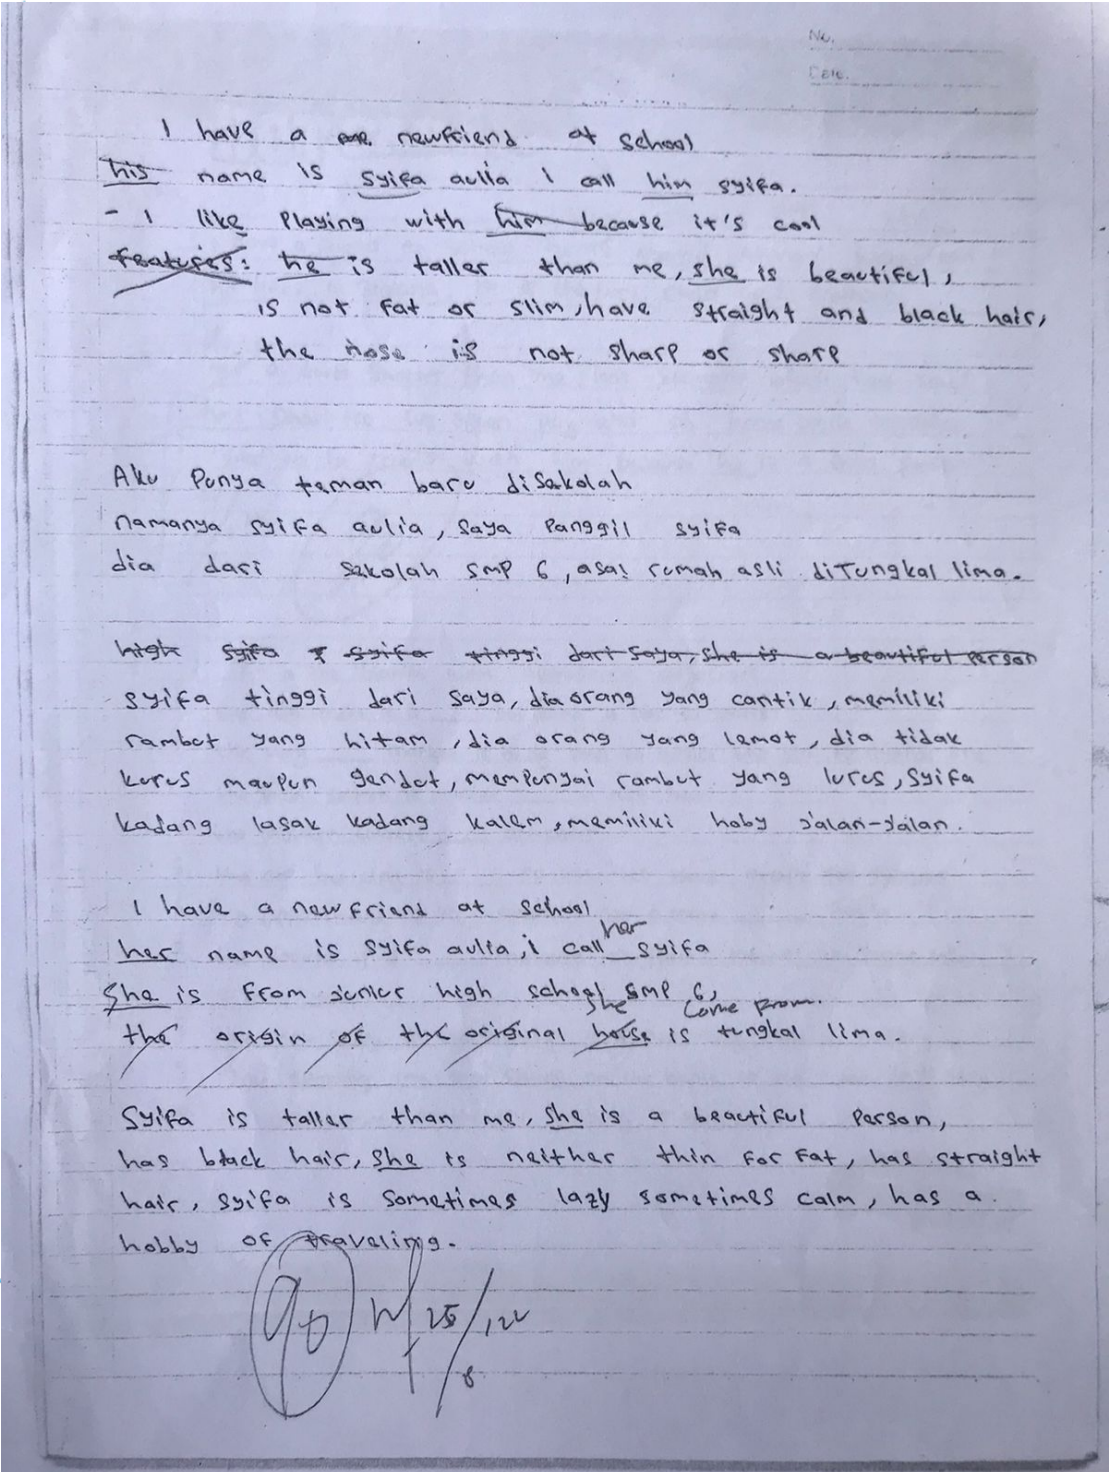 No.
Date.
I have a new friend at school
his name is syifa aulia i call him syifa.
- I like Playing with him because it's cool
features: he is taller than me, she is beautiful,
is not fat or slim, have straight and black hair,
the nose is not sharp or sharp
Aku Punya teman baru disekolah
namanya syifa aulia, saya Panggil syifa
dia dari sekolah SMP 6, asal rumah asli diTungkal lima.
high syifa syifa tinggi dari saya, she is a beautiful Person
syifa tinggi dari saya, dia orang yang cantik, memiliki
rambut yang hitam, dia orang yang lemot, dia tidak
kurus maupun gendut, mempunyai rambut yang lurus, syifa
kadang lasak kadang kalem, memiliki hoby jalan-jalan.
I have a new friend at school
her name is syifa aulia, i call her syifa
She is from junior high school SMP 6,
she come from.
the origin of the original house is tungkal lima.
Syifa is taller than me, she is a beautiful Person,
has black hair, she is neither thin for fat, has straight
hair, syifa is sometimes lazy sometimes calm, has a
hobby of traveling.
90 25/8 '22